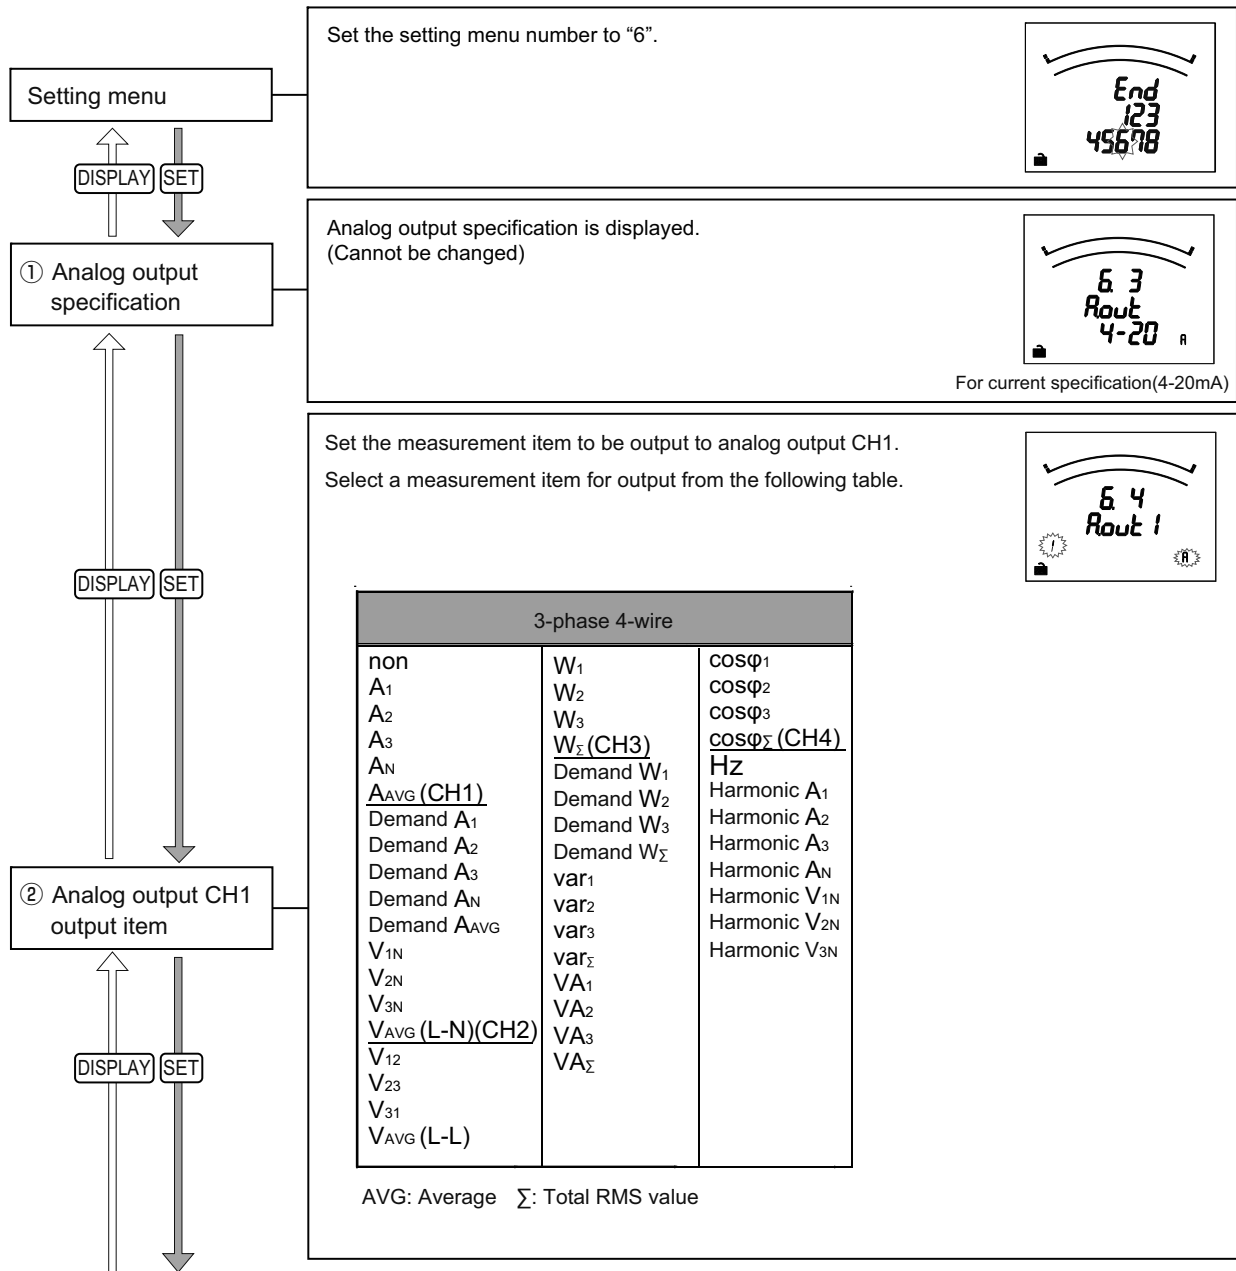 Set the setting menu number to “6”.
Setting menu
End
123
45678
DISPLAY SET
Analog output specification is displayed.
(Cannot be changed)
① Analog output
specification
6. 3
A.out
4-20 A
For current specification(4-20mA)
DISPLAY SET
Set the measurement item to be output to analog output CH1.
Select a measurement item for output from the following table.
6. 4
A.out 1
1 A
② Analog output CH1
output item
DISPLAY SET
3-phase 4-wire
non
A1
A2
A3
AN
AAVG (CH1)
Demand A1
Demand A2
Demand A3
Demand AN
Demand AAVG
V1N
V2N
V3N
VAVG (L-N)(CH2)
V12
V23
V31
VAVG (L-L)
W1
W2
W3
WΣ (CH3)
Demand W1
Demand W2
Demand W3
Demand WΣ
var1
var2
var3
varΣ
VA1
VA2
VA3
VAΣ
cosφ1
cosφ2
cosφ3
cosφΣ (CH4)
Hz
Harmonic A1
Harmonic A2
Harmonic A3
Harmonic AN
Harmonic V1N
Harmonic V2N
Harmonic V3N
AVG: Average Σ: Total RMS value